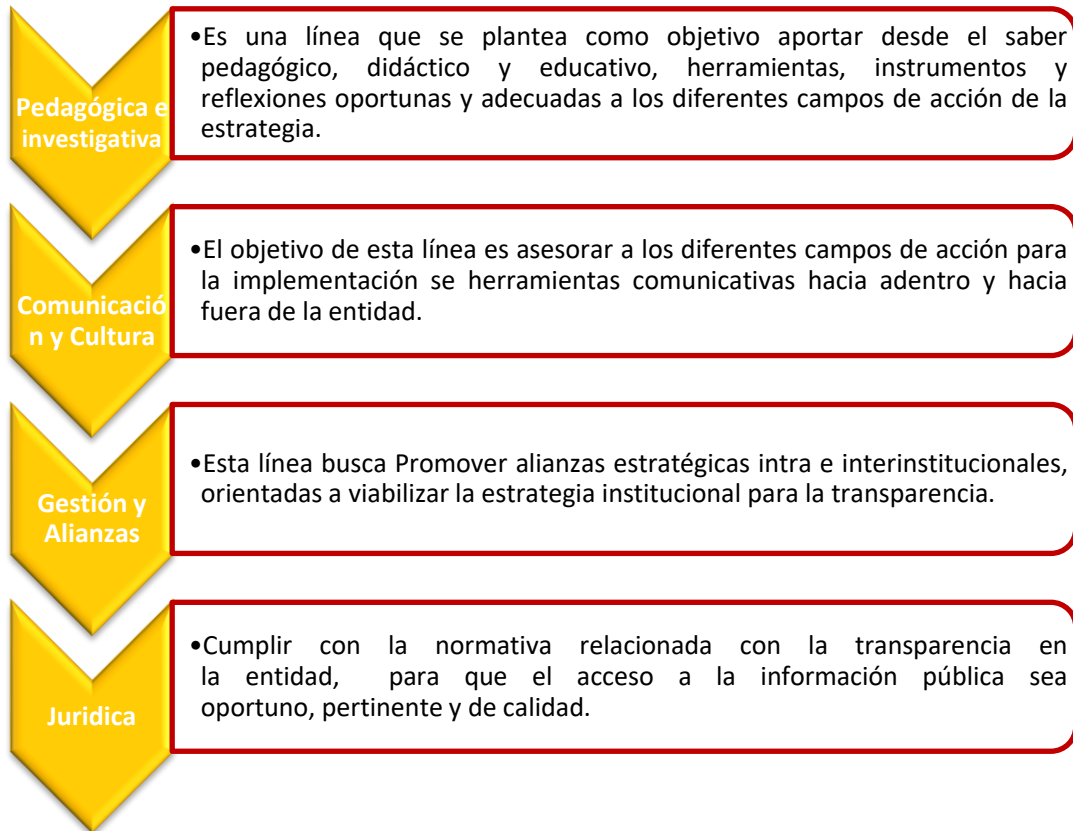 Pedagógica e
investigativa
•Es una línea que se plantea como objetivo aportar desde el saber
pedagógico, didáctico y educativo, herramientas, instrumentos y
reflexiones oportunas y adecuadas a los diferentes campos de acción de la
estrategia.
Comunicació
n y Cultura
•El objetivo de esta línea es asesorar a los diferentes campos de acción para
la implementación se herramientas comunicativas hacia adentro y hacia
fuera de la entidad.
Gestión y
Alianzas
•Esta línea busca Promover alianzas estratégicas intra e interinstitucionales,
orientadas a viabilizar la estrategia institucional para la transparencia.
Juridica
•Cumplir con la normativa relacionada con la transparencia en
la entidad, para que el acceso a la información pública sea
oportuno, pertinente y de calidad.